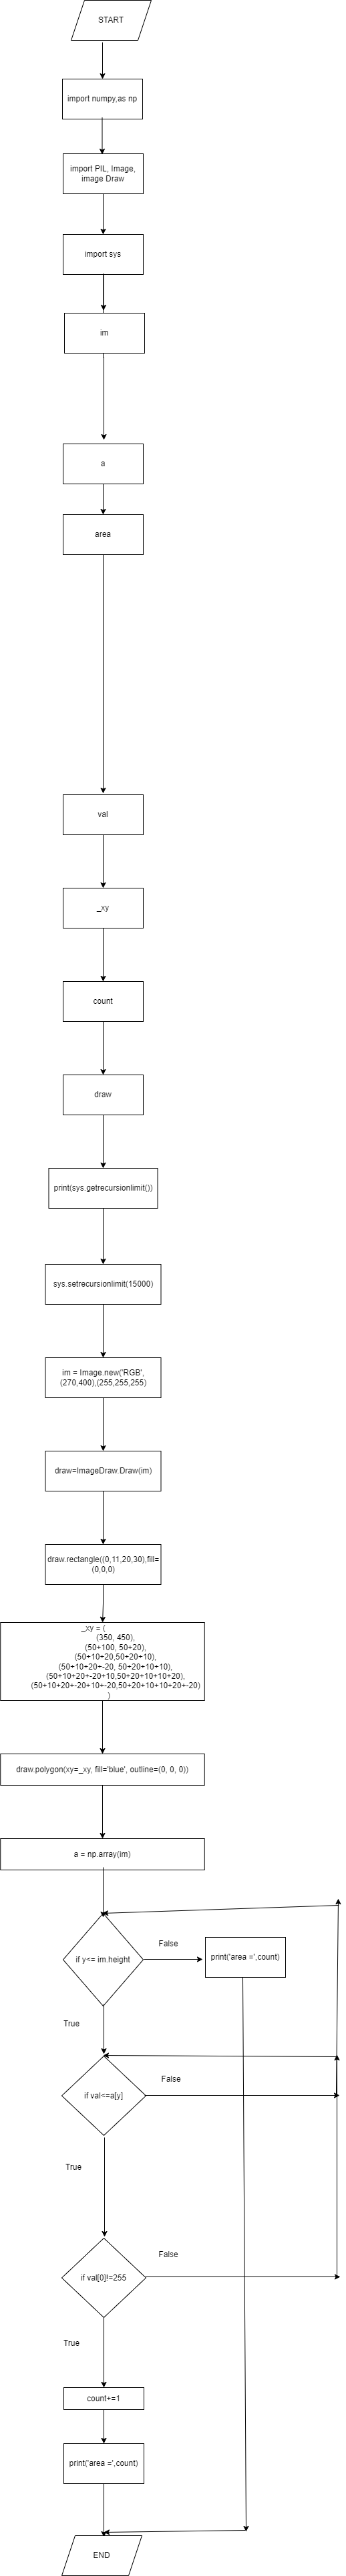 START
import numpy,as np
import PIL, Image,
image Draw
import sys
im
a
area
val
_xy
count
draw
print(sys.getrecursionlimit())
sys.setrecursionlimit(15000)
im = Image.new('RGB',
(270,400),(255,255,255)
draw=ImageDraw.Draw(im)
draw.rectangle((0,11,20,30),fill=
(0,0,0)
_xy = (
(350, 450),
(50+100, 50+20),
(50+10+20,50+20+10),
(50+10+20+-20, 50+20+10+10),
(50+10+20+-20+10,50+20+10+10+20),
(50+10+20+-20+10+-20,50+20+10+10+20+-20)
)
draw.polygon(xy=_xy, fill='blue', outline=(0, 0, 0))
a = np.array(im)
if y<= im.height
False
print('area =',count)
True
if val<=a[y]
False
True
if val[0]!=255
False
True
count+=1
print('area =',count)
END